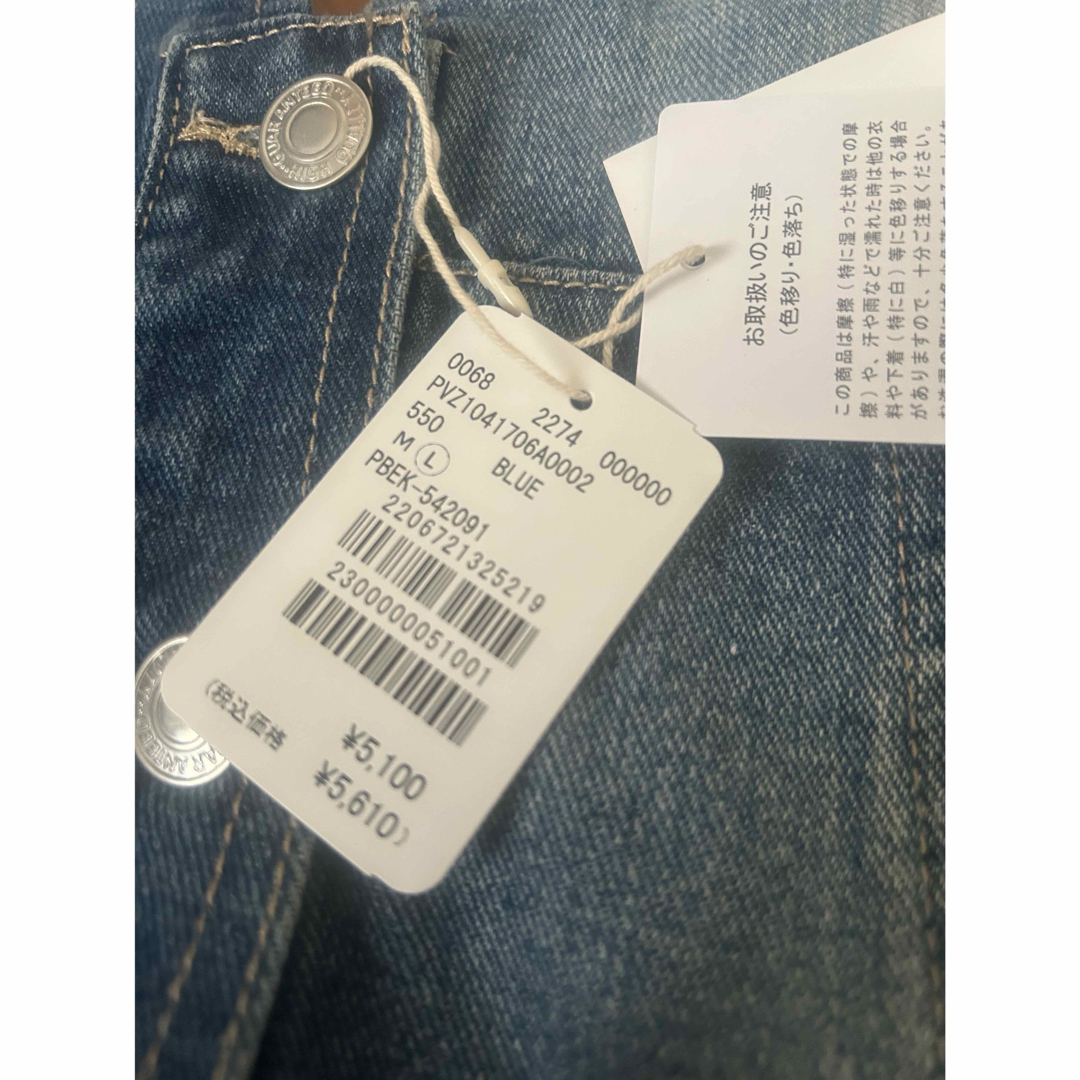 0068 2274 000000
PVZ1041706A0002
550 BLUE
M L
PBEK-542091
2206721325219
2300000051001
¥5,100
(税込価格 ¥5,610)
お取扱いのご注意
(色移り・色落ち)
この商品は摩擦(特に湿った状態での摩
擦)や、汗や雨などで濡れた時は他の衣
料や下着(特に白)等に色移りする場合
がありますので、十分ご注意ください。